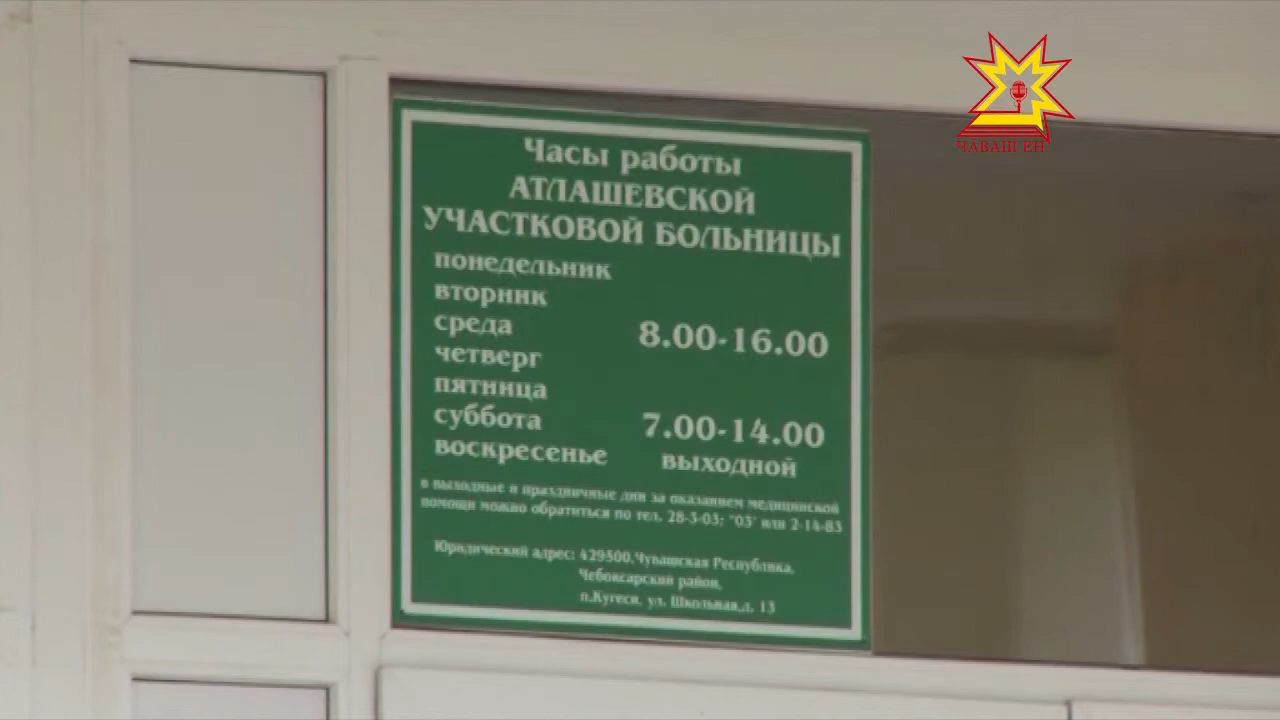 ЧАВАШ ЕН
Часы работы
АТЛАШЕВСКОЙ
УЧАСТКОВОЙ БОЛЬНИЦЫ
понедельник
вторник
среда 8.00-16.00
четверг
пятница
суббота 7.00-14.00
воскресенье выходной
в выходные и праздничные дни за оказанием медицинской
помощи можно обратиться по тел. 28-3-03; "03" или 2-14-83
Юридический адрес: 429500,Чувашская Республика,
Чебоксарский район,
п.Кугеси, ул. Школьная,д. 13